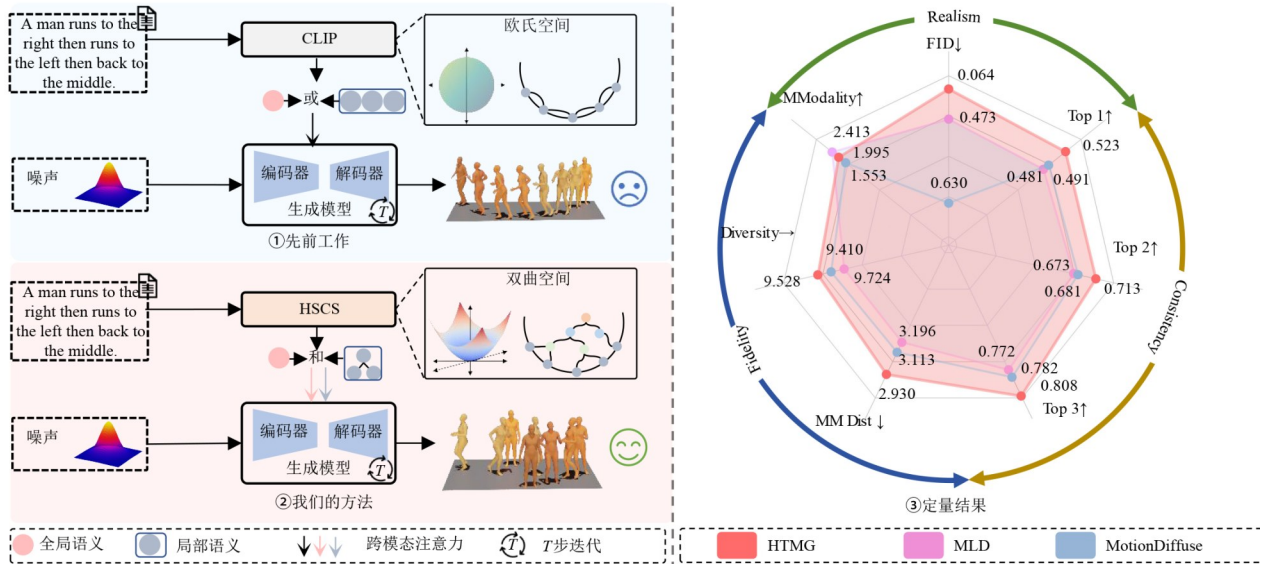 A man runs to the
right then runs to
the left then back to
the middle.
CLIP
欧氏空间
或
噪声
编码器
解码器
生成模型
T
①先前工作
A man runs to the
right then runs to
the left then back to
the middle.
HSCS
双曲空间
和
噪声
编码器
解码器
生成模型
T
②我们的方法
全局语义
局部语义
跨模态注意力
T
T步迭代
Realism
FID↓
0.064
0.473
0.630
Top 1↑
0.523
0.481
0.491
Top 2↑
0.673
0.681
0.713
Top 3↑
0.772
0.782
0.808
MM Dist ↓
3.196
3.113
2.930
Diversity→
9.410
9.724
9.528
MModality↑
2.413
1.995
1.553
Consistency
Fidelity
③定量结果
HTMG
MLD
MotionDiffuse